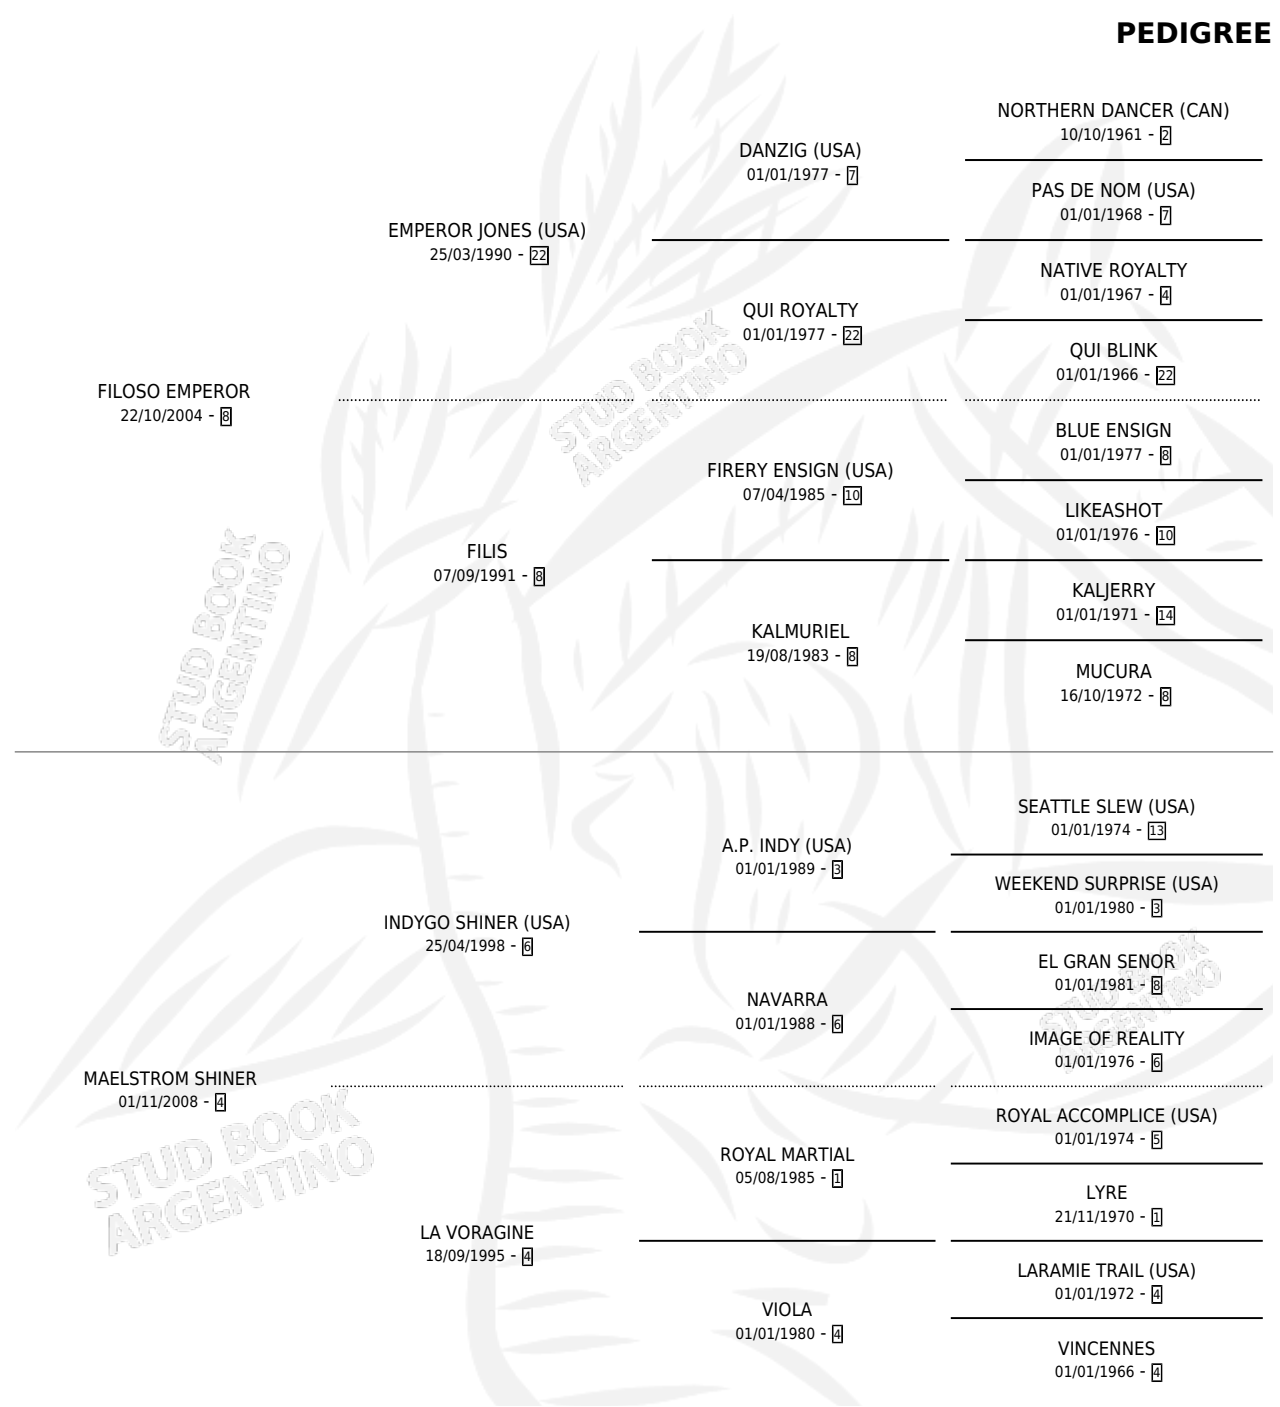 PEDIGREE
NORTHERN DANCER (CAN)
10/10/1961 - 2
DANZIG (USA)
01/01/1977 - 7
PAS DE NOM (USA)
01/01/1968 - 7
EMPEROR JONES (USA)
25/03/1990 - 22
NATIVE ROYALTY
01/01/1967 - 4
QUI ROYALTY
01/01/1977 - 22
QUI BLINK
01/01/1966 - 22
FILOSO EMPEROR
22/10/2004 - 8
BLUE ENSIGN
01/01/1977 - 8
FIRERY ENSIGN (USA)
07/04/1985 - 10
LIKEASHOT
01/01/1976 - 10
FILIS
07/09/1991 - 8
KALJERRY
01/01/1971 - 14
KALMURIEL
19/08/1983 - 8
MUCURA
16/10/1972 - 8
STUD BOOK
ARGENTINO
STUD BOOK
ARGENTINO
SEATTLE SLEW (USA)
01/01/1974 - 13
A.P. INDY (USA)
01/01/1989 - 3
WEEKEND SURPRISE (USA)
01/01/1980 - 3
INDYGO SHINER (USA)
25/04/1998 - 6
EL GRAN SENOR
01/01/1981 - 8
NAVARRA
01/01/1988 - 6
IMAGE OF REALITY
01/01/1976 - 6
MAELSTROM SHINER
01/11/2008 - 4
ROYAL ACCOMPLICE (USA)
01/01/1974 - 5
ROYAL MARTIAL
05/08/1985 - 1
LYRE
21/11/1970 - 1
LA VORAGINE
18/09/1995 - 4
LARAMIE TRAIL (USA)
01/01/1972 - 4
VIOLA
01/01/1980 - 4
VINCENNES
01/01/1966 - 4
STUD BOOK
ARGENTINO
STUD BOOK
ARGENTINO